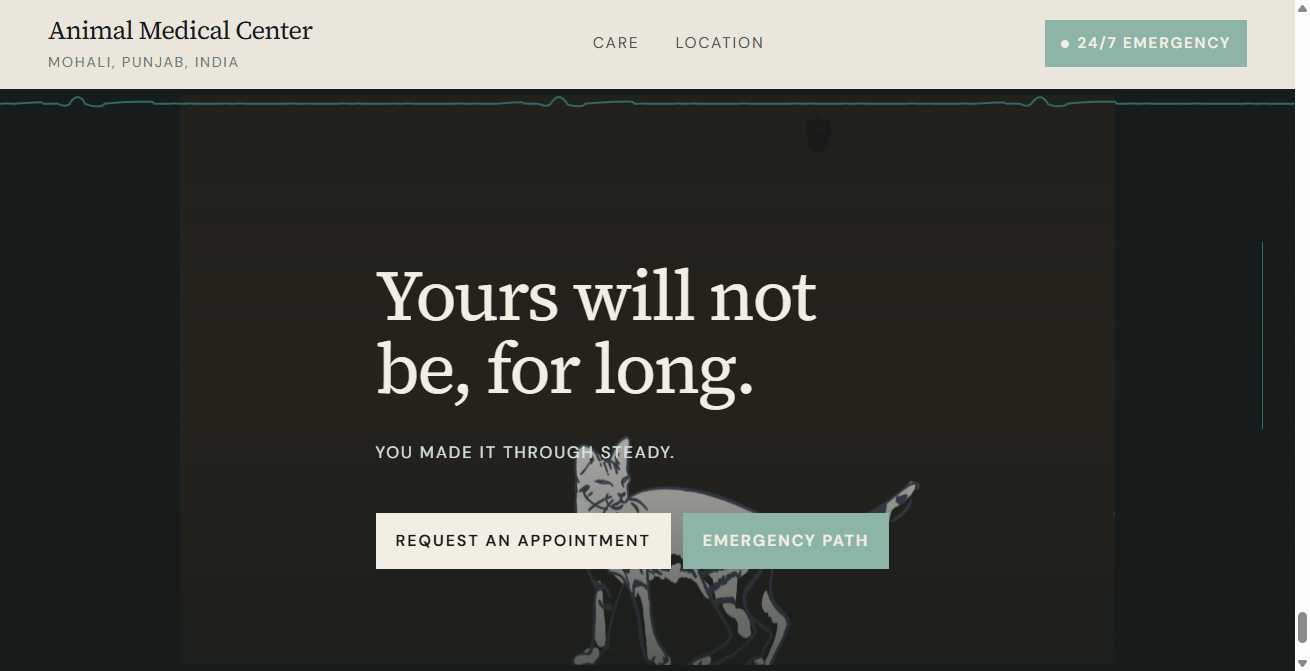 Animal Medical Center
MOHALI, PUNJAB, INDIA
CARE
LOCATION
24/7 EMERGENCY
Yours will not
be, for long.
YOU MADE IT THROUGH STEADY.
REQUEST AN APPOINTMENT
EMERGENCY PATH